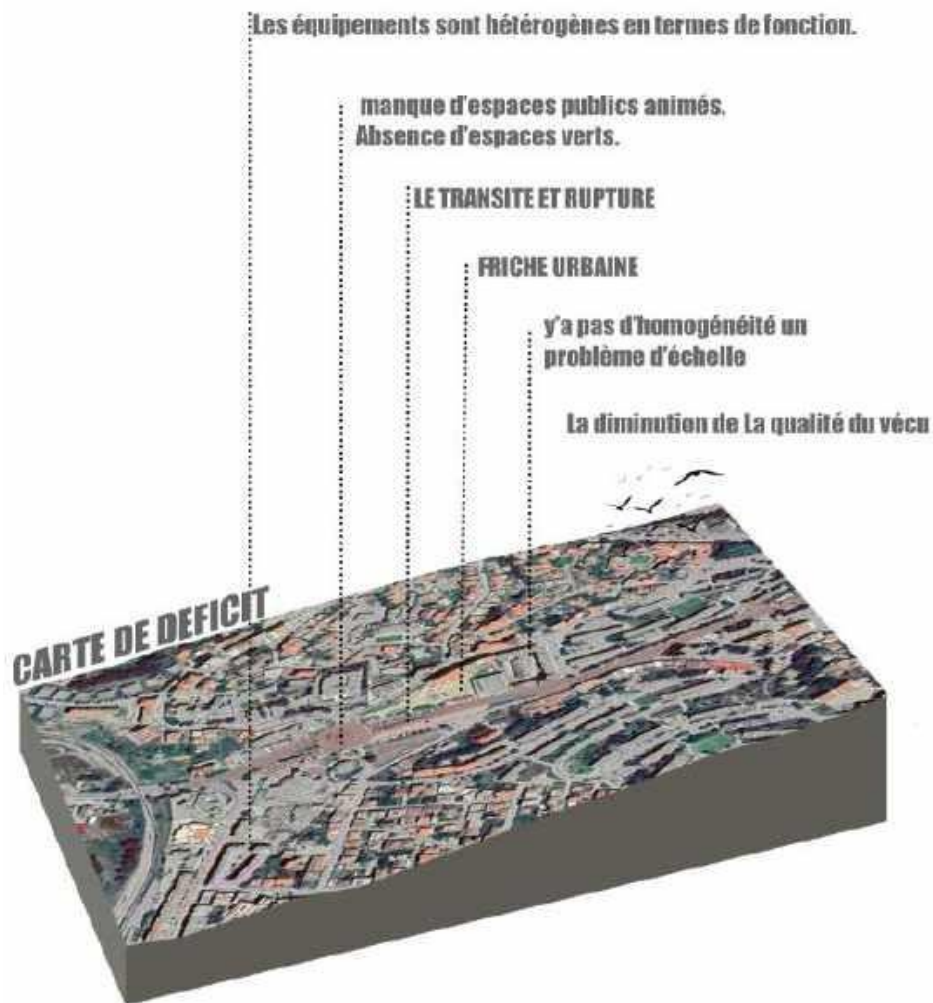 Les équipements sont hétérogènes en termes de fonction.
manque d'espaces publics animés.
Absence d'espaces verts.
LE TRANSITE ET RUPTURE
FRICHE URBAINE
y'a pas d'homogénéité un
problème d'échelle
La diminution de La qualité du vécu
CARTE DE DEFICIT